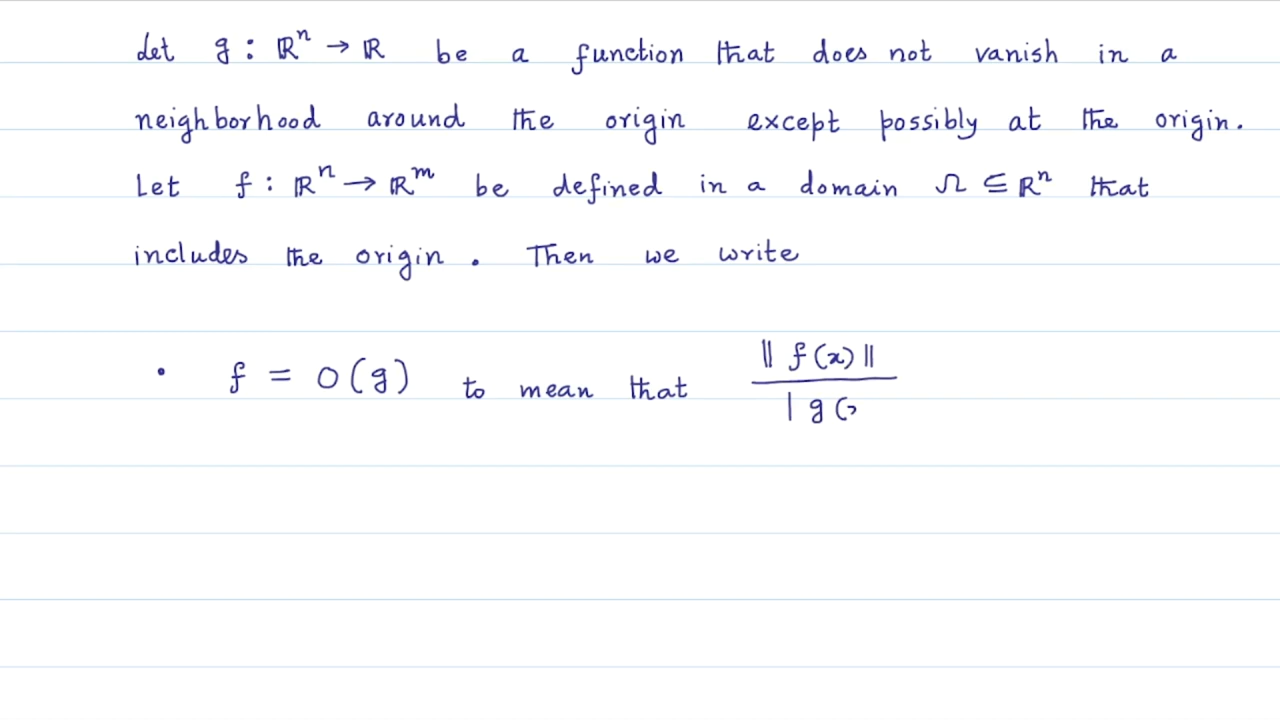 Let g : ℝⁿ → ℝ be a function that does not vanish in a
neighborhood around the origin except possibly at the origin.
Let f : ℝⁿ → ℝᵐ be defined in a domain Ω ⊆ ℝⁿ that
includes the origin. Then we write
• f = O(g) to mean that ‖f(x)‖ / |g(